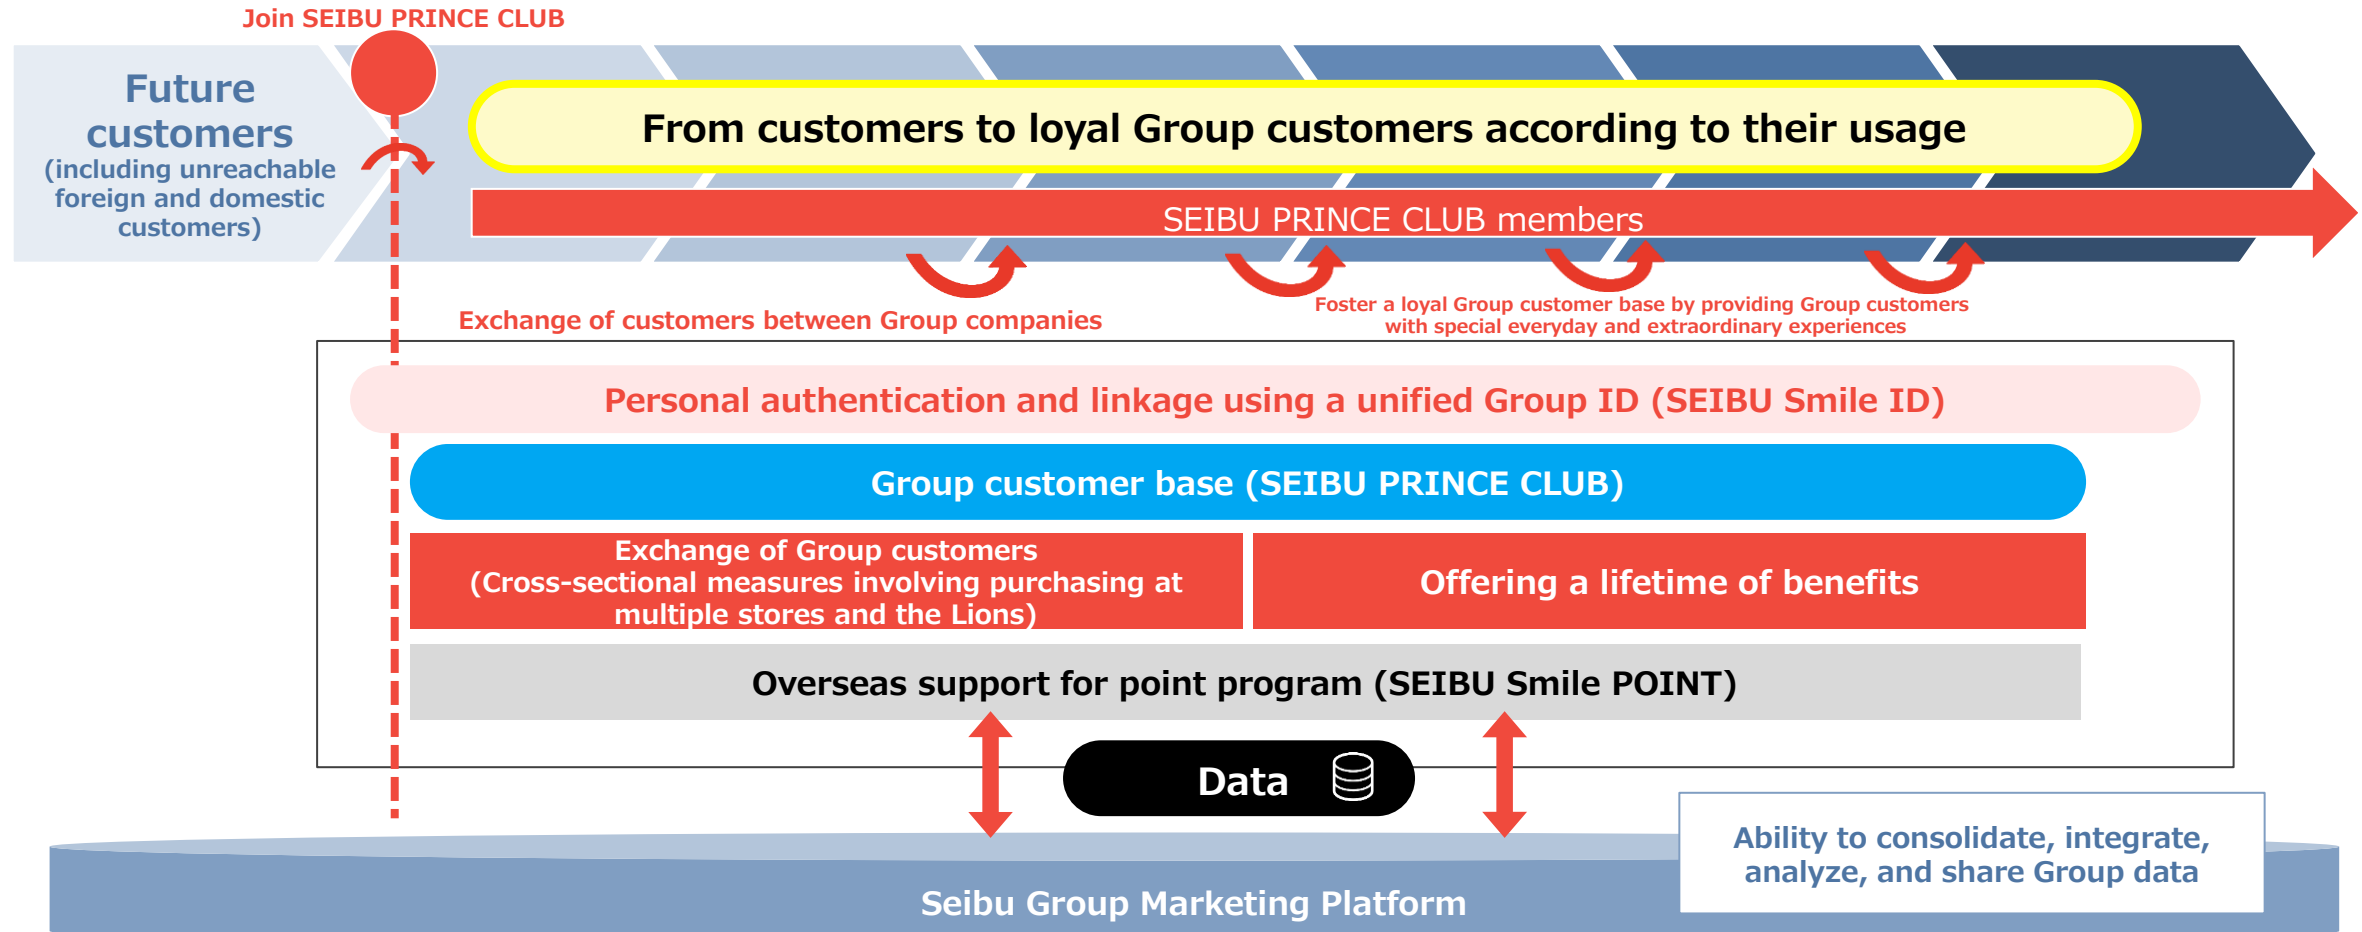 Join SEIBU PRINCE CLUB
Future
customers
(including unreachable
foreign and domestic
customers)
From customers to loyal Group customers according to their usage
SEIBU PRINCE CLUB members
Exchange of customers between Group companies
Foster a loyal Group customer base by providing Group customers
with special everyday and extraordinary experiences
Personal authentication and linkage using a unified Group ID (SEIBU Smile ID)
Group customer base (SEIBU PRINCE CLUB)
Exchange of Group customers
(Cross-sectional measures involving purchasing at
multiple stores and the Lions)
Offering a lifetime of benefits
Overseas support for point program (SEIBU Smile POINT)
Data
Ability to consolidate, integrate,
analyze, and share Group data
Seibu Group Marketing Platform